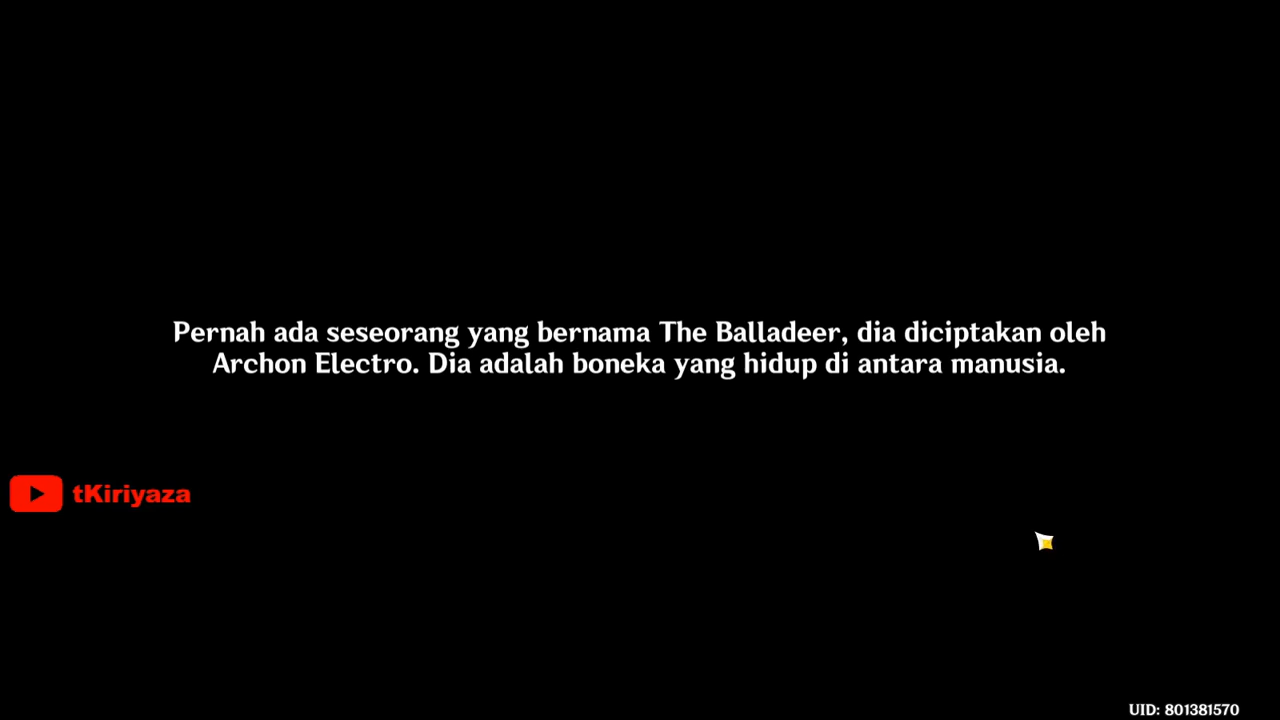 Pernah ada seseorang yang bernama The Balladeer, dia diciptakan oleh
Archon Electro. Dia adalah boneka yang hidup di antara manusia.
tKiriyaza
UID: 801381570